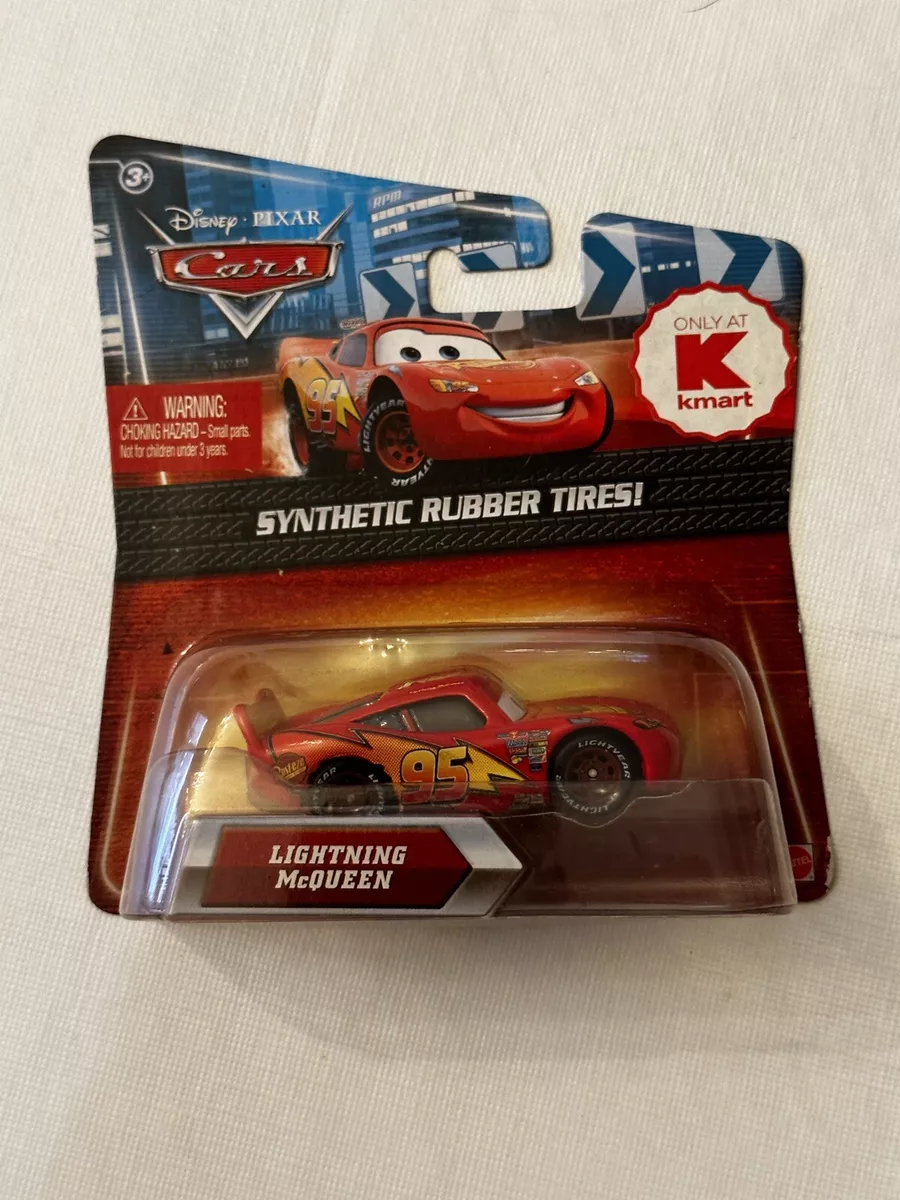 3+
DISNEY · PIXAR
Cars
RPM
ONLY AT
K
kmart
WARNING:
CHOKING HAZARD – Small parts.
Not for children under 3 years.
95
LIGHTYEAR
SYNTHETIC RUBBER TIRES!
95
LIGHTYEAR
LIGHTYEAR
LIGHTNING
McQUEEN